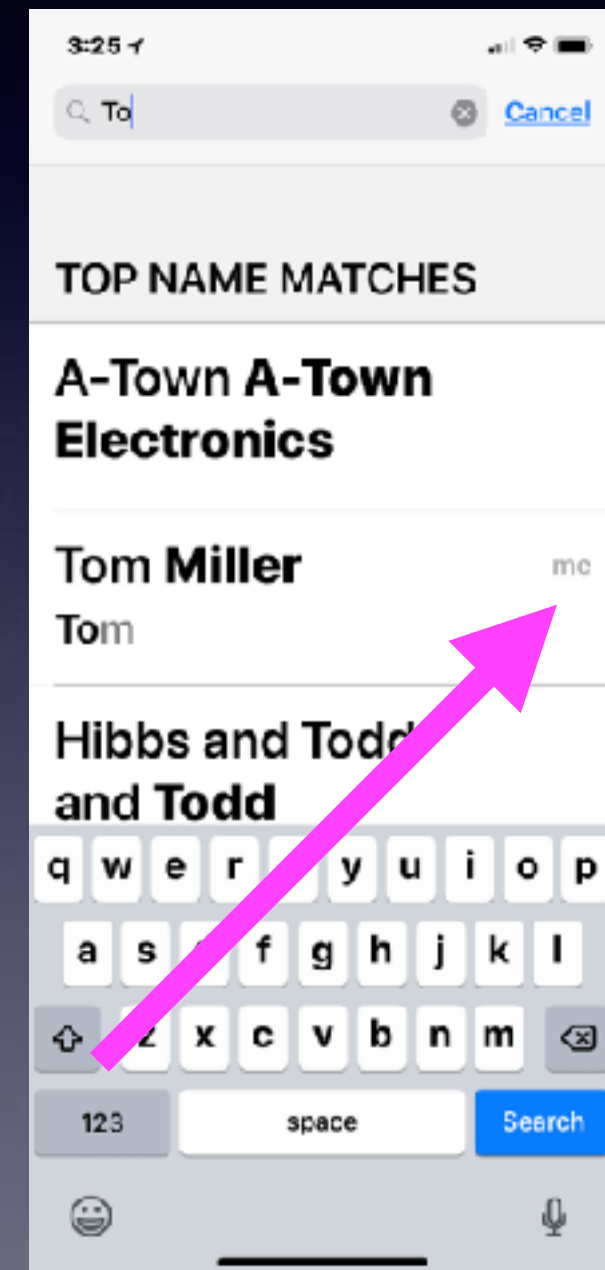 3:25
To
Cancel
TOP NAME MATCHES
A-Town A-Town
Electronics
Tom Miller
me
Tom
Hibbs and Todd
and Todd
q w e r y u i o p
a s f g h j k l
z x c v b n m
123 space Search